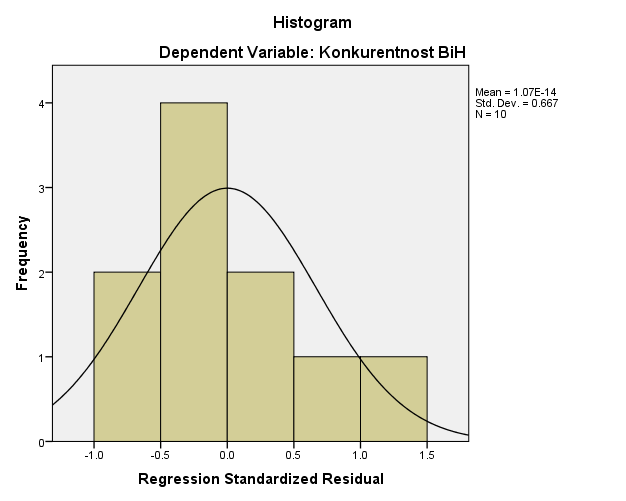 Histogram
Dependent Variable: Konkurentnost BiH
Mean = 1.07E-14
Std. Dev. = 0.667
N = 10
Frequency
4
3
2
1
0
-1.0 -0.5 0.0 0.5 1.0 1.5
Regression Standardized Residual